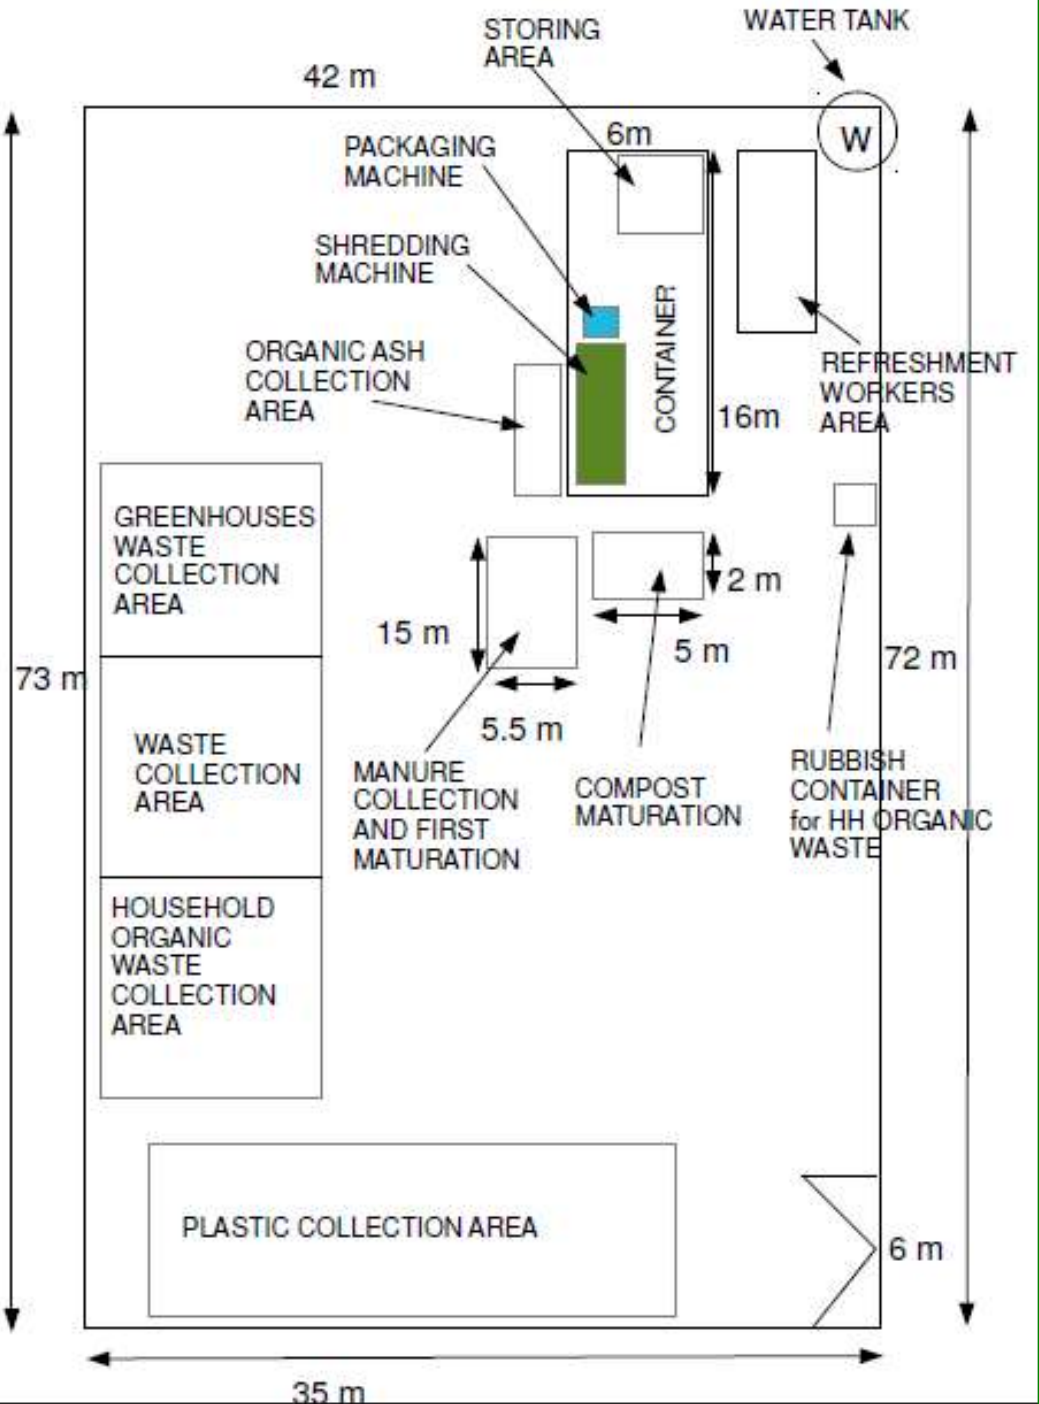 WATER TANK
STORING
AREA
42 m
W
6m
PACKAGING
MACHINE
SHREDDING
MACHINE
CONTAINER
ORGANIC ASH
COLLECTION
AREA
REFRESHMENT
WORKERS
AREA
16m
GREENHOUSES
WASTE
COLLECTION
AREA
2 m
15 m
5 m
72 m
73 m
5.5 m
WASTE
COLLECTION
AREA
MANURE
COLLECTION
AND FIRST
MATURATION
COMPOST
MATURATION
RUBBISH
CONTAINER
for HH ORGANIC
WASTE
HOUSEHOLD
ORGANIC
WASTE
COLLECTION
AREA
PLASTIC COLLECTION AREA
6 m
35 m